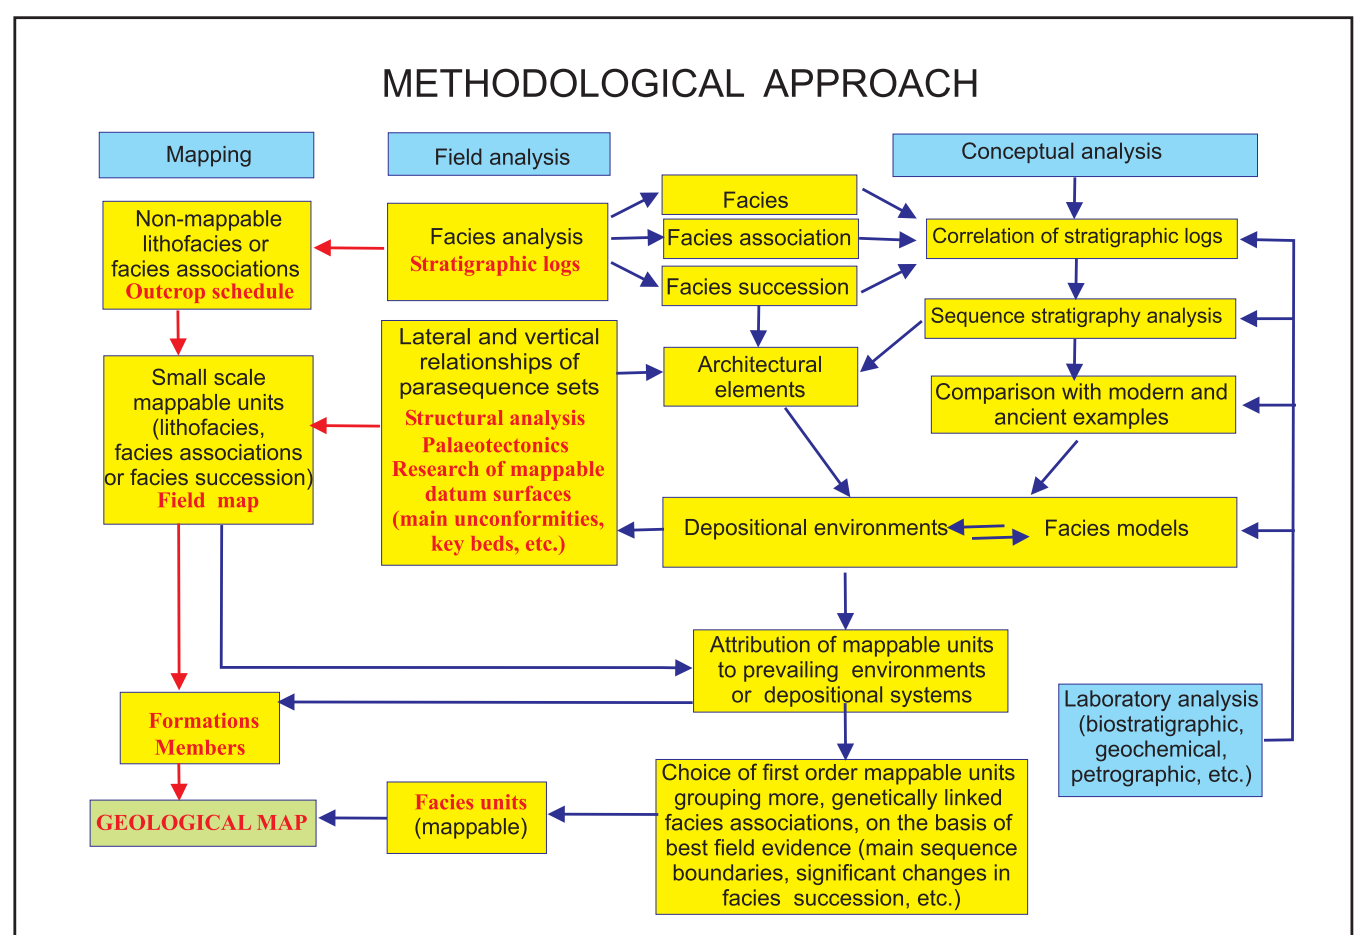 METHODOLOGICAL APPROACH
Mapping
Field analysis
Conceptual analysis
Non-mappable
lithofacies or
facies associations
Outcrop schedule
Facies analysis
Stratigraphic logs
Facies
Facies association
Facies succession
Correlation of stratigraphic logs
Sequence stratigraphy analysis
Comparison with modern and
ancient examples
Small scale
mappable units
(lithofacies,
facies associations
or facies succession)
Field map
Lateral and vertical
relationships of
parasequence sets
Structural analysis
Palaeotectonics
Research of mappable
datum surfaces
(main unconformities,
key beds, etc.)
Architectural
elements
Depositional environments
Facies models
Attribution of mappable units
to prevailing environments
or depositional systems
Laboratory analysis
(biostratigraphic,
geochemical,
petrographic, etc.)
Formations
Members
Choice of first order mappable units
grouping more, genetically linked
facies associations, on the basis of
best field evidence (main sequence
boundaries, significant changes in
facies succession, etc.)
Facies units
(mappable)
GEOLOGICAL MAP